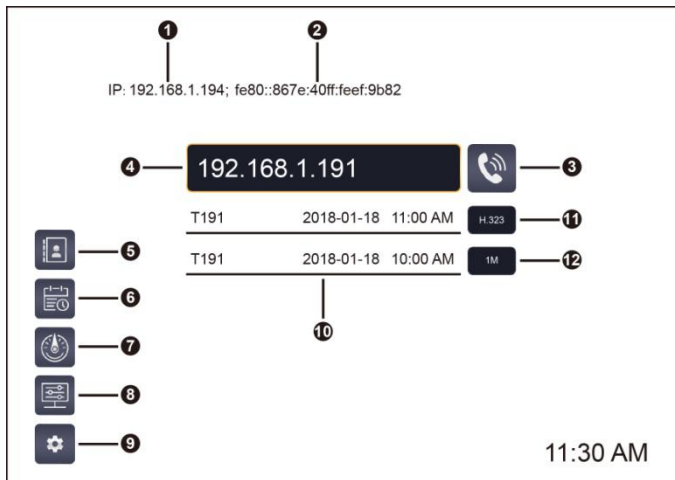 1 2
IP: 192.168.1.194; fe80::867e:40ff:feef:9b82
4 192.168.1.191 3
T191 2018-01-18 11:00 AM H.323 11
5
T191 2018-01-18 10:00 AM 1M 12
6
10
7
8
9
11:30 AM